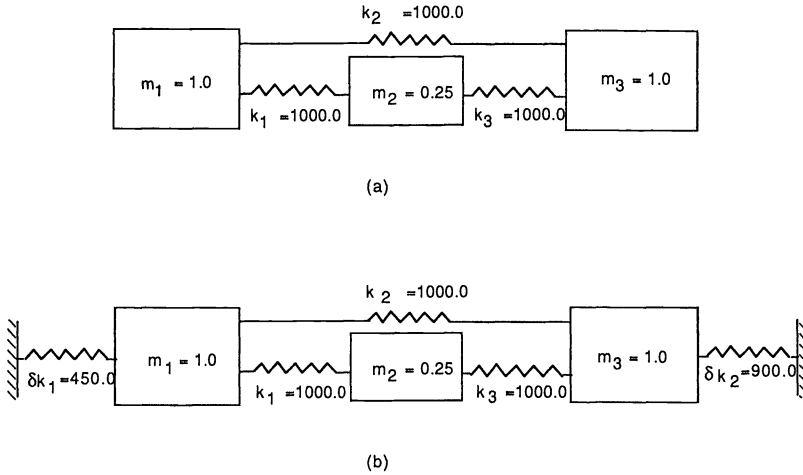 k₂ =1000.0
m₁ = 1.0
m₂ = 0.25
m₃ = 1.0
k₁ =1000.0
k₃ =1000.0
(a)
k₂ =1000.0
m₁ = 1.0
m₂ = 0.25
m₃ = 1.0
δk₁=450.0
k₁ =1000.0
k₃ =1000.0
δk₂=900.0
(b)